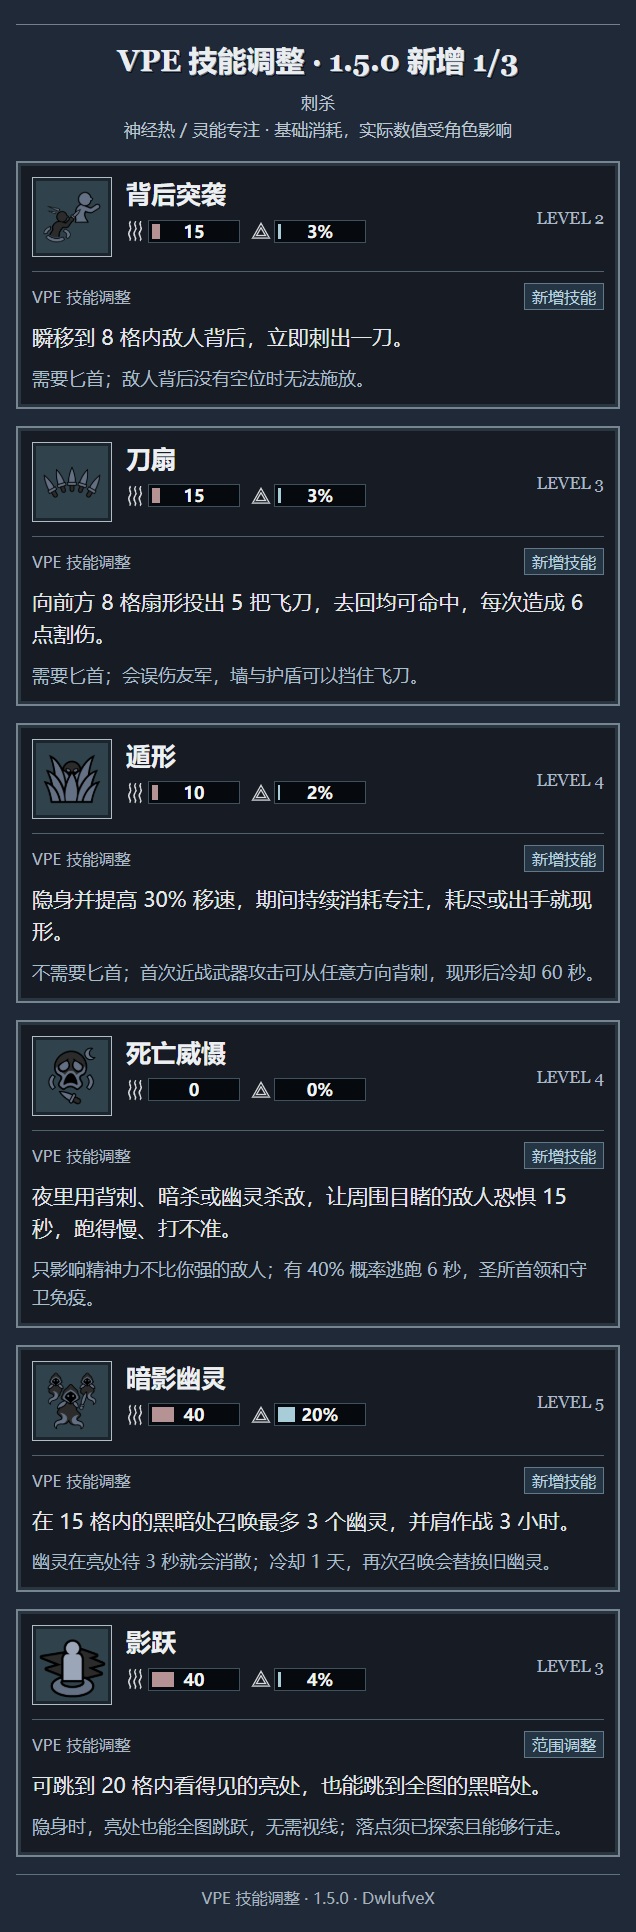 VPE 技能调整 · 1.5.0 新增 1/3
刺杀
神经热 / 灵能专注 · 基础消耗，实际数值受角色影响
背后突袭
15 3%
LEVEL 2
VPE 技能调整
新增技能
瞬移到 8 格内敌人背后，立即刺出一刀。
需要匕首；敌人背后没有空位时无法施放。
刀扇
15 3%
LEVEL 3
VPE 技能调整
新增技能
向前方 8 格扇形投出 5 把飞刀，去回均可命中，每次造成 6
点割伤。
需要匕首；会误伤友军，墙与护盾可以挡住飞刀。
遁形
10 2%
LEVEL 4
VPE 技能调整
新增技能
隐身并提高 30% 移速，期间持续消耗专注，耗尽或出手就现
形。
不需要匕首；首次近战武器攻击可从任意方向背刺，现形后冷却 60 秒。
死亡威慑
0 0%
LEVEL 4
VPE 技能调整
新增技能
夜里用背刺、暗杀或幽灵杀敌，让周围目睹的敌人恐惧 15
秒，跑得慢、打不准。
只影响精神力不比你强的敌人；有 40% 概率逃跑 6 秒，圣所首领和守
卫免疫。
暗影幽灵
40 20%
LEVEL 5
VPE 技能调整
新增技能
在 15 格内的黑暗处召唤最多 3 个幽灵，并肩作战 3 小时。
幽灵在亮处待 3 秒就会消散；冷却 1 天，再次召唤会替换旧幽灵。
影跃
40 4%
LEVEL 3
VPE 技能调整
范围调整
可跳到 20 格内看得见的亮处，也能跳到全图的黑暗处。
隐身时，亮处也能全图跳跃，无需视线；落点须已探索且能够行走。
VPE 技能调整 · 1.5.0 · DwlufveX